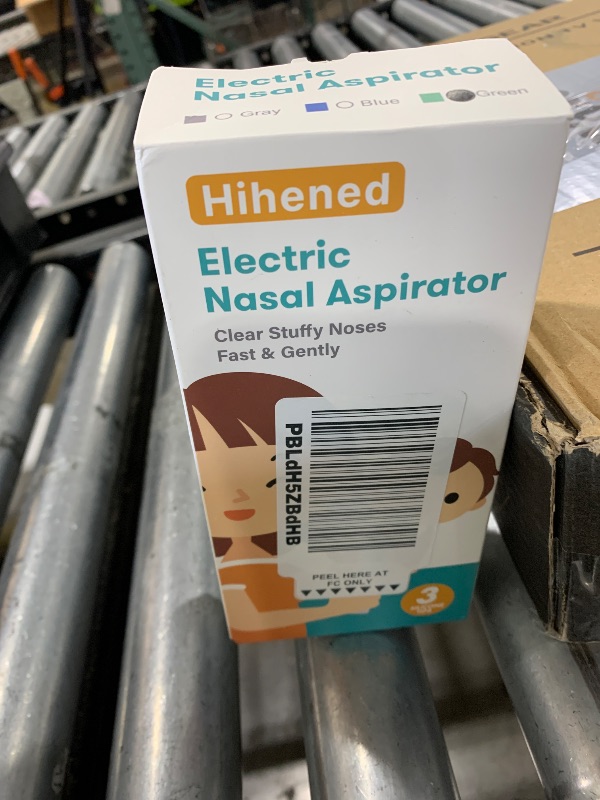 Electric
Nasal Aspirator
Gray Blue Green
Hihened
Electric
Nasal Aspirator
Clear Stuffy Noses
Fast & Gently
PBLdH5ZBdHB
PEEL HERE AT
FC ONLY
3